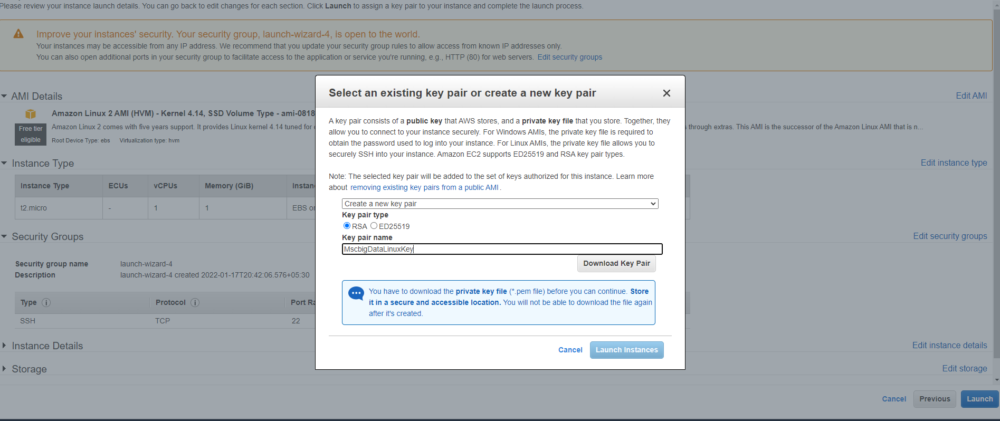 Please review your instance launch details. You can go back to edit changes for each section. Click Launch to assign a key pair to your instance and complete the launch process.
Improve your instances' security. Your security group, launch-wizard-4, is open to the world.
Your instances may be accessible from any IP address. We recommend that you update your security group rules to allow access from known IP addresses only.
You can also open additional ports in your security group to facilitate access to the application or service you're running, e.g., HTTP (80) for web servers. Edit security groups
AMI Details
Edit AMI
Amazon Linux 2 AMI (HVM) - Kernel 4.14, SSD Volume Type - ami-0818
Free tier
eligible
Amazon Linux 2 comes with five years support. It provides Linux kernel 4.14 tuned for
through extras. This AMI is the successor of the Amazon Linux AMI that is n...
Root Device Type: ebs Virtualization type: hvm
Instance Type
Edit instance type
Instance Type ECUs vCPUs Memory (GiB) Instan
t2.micro - 1 1 EBS
Security Groups
Edit security groups
Security group name launch-wizard-4
Description launch-wizard-4 created 2022-01-17T20:42:06.576+05:30
Type i Protocol i Port Ra
SSH TCP 22
Instance Details
Edit instance details
Storage
Edit storage
Cancel Previous Launch
Select an existing key pair or create a new key pair
A key pair consists of a public key that AWS stores, and a private key file that you store. Together, they
allow you to connect to your instance securely. For Windows AMIs, the private key file is required to
obtain the password used to log into your instance. For Linux AMIs, the private key file allows you to
securely SSH into your instance. Amazon EC2 supports ED25519 and RSA key pair types.
Note: The selected key pair will be added to the set of keys authorized for this instance. Learn more
about removing existing key pairs from a public AMI .
Create a new key pair
Key pair type
RSA ED25519
Key pair name
MscbigDataLinuxKey
Download Key Pair
You have to download the private key file (*.pem file) before you can continue. Store
it in a secure and accessible location. You will not be able to download the file again
after it's created.
Cancel Launch Instances